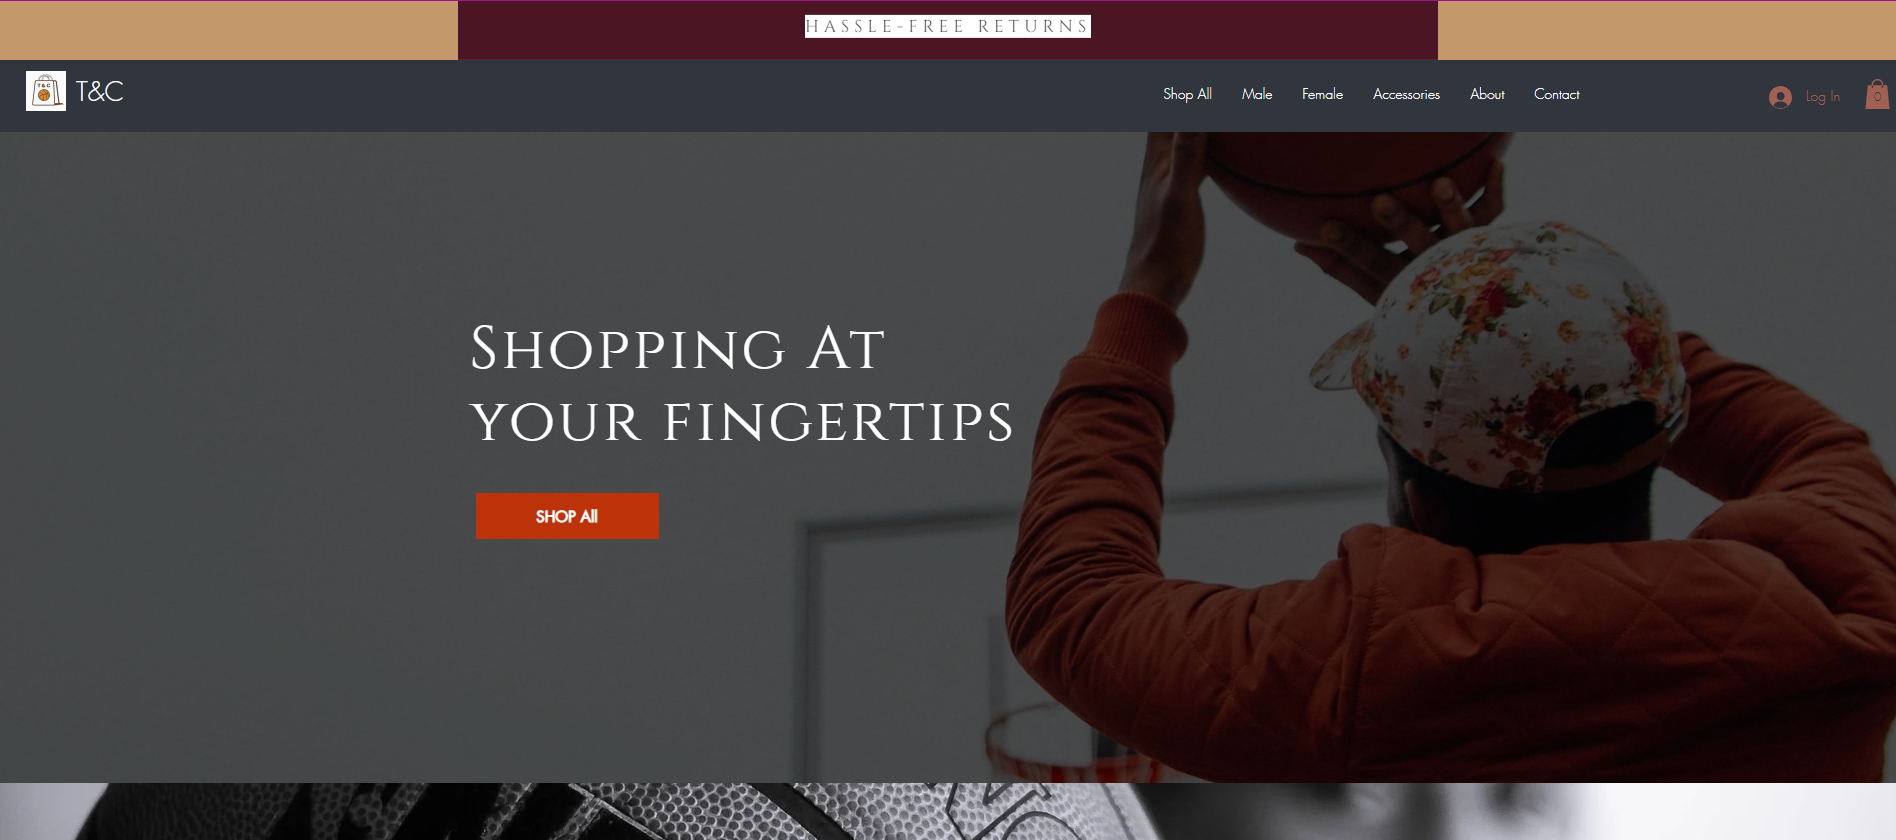 HASSLE-FREE RETURNS
T&C
T&C
Shop All
Male
Female
Accessories
About
Contact
Log In
0
Shopping At
your fingertips
SHOP All